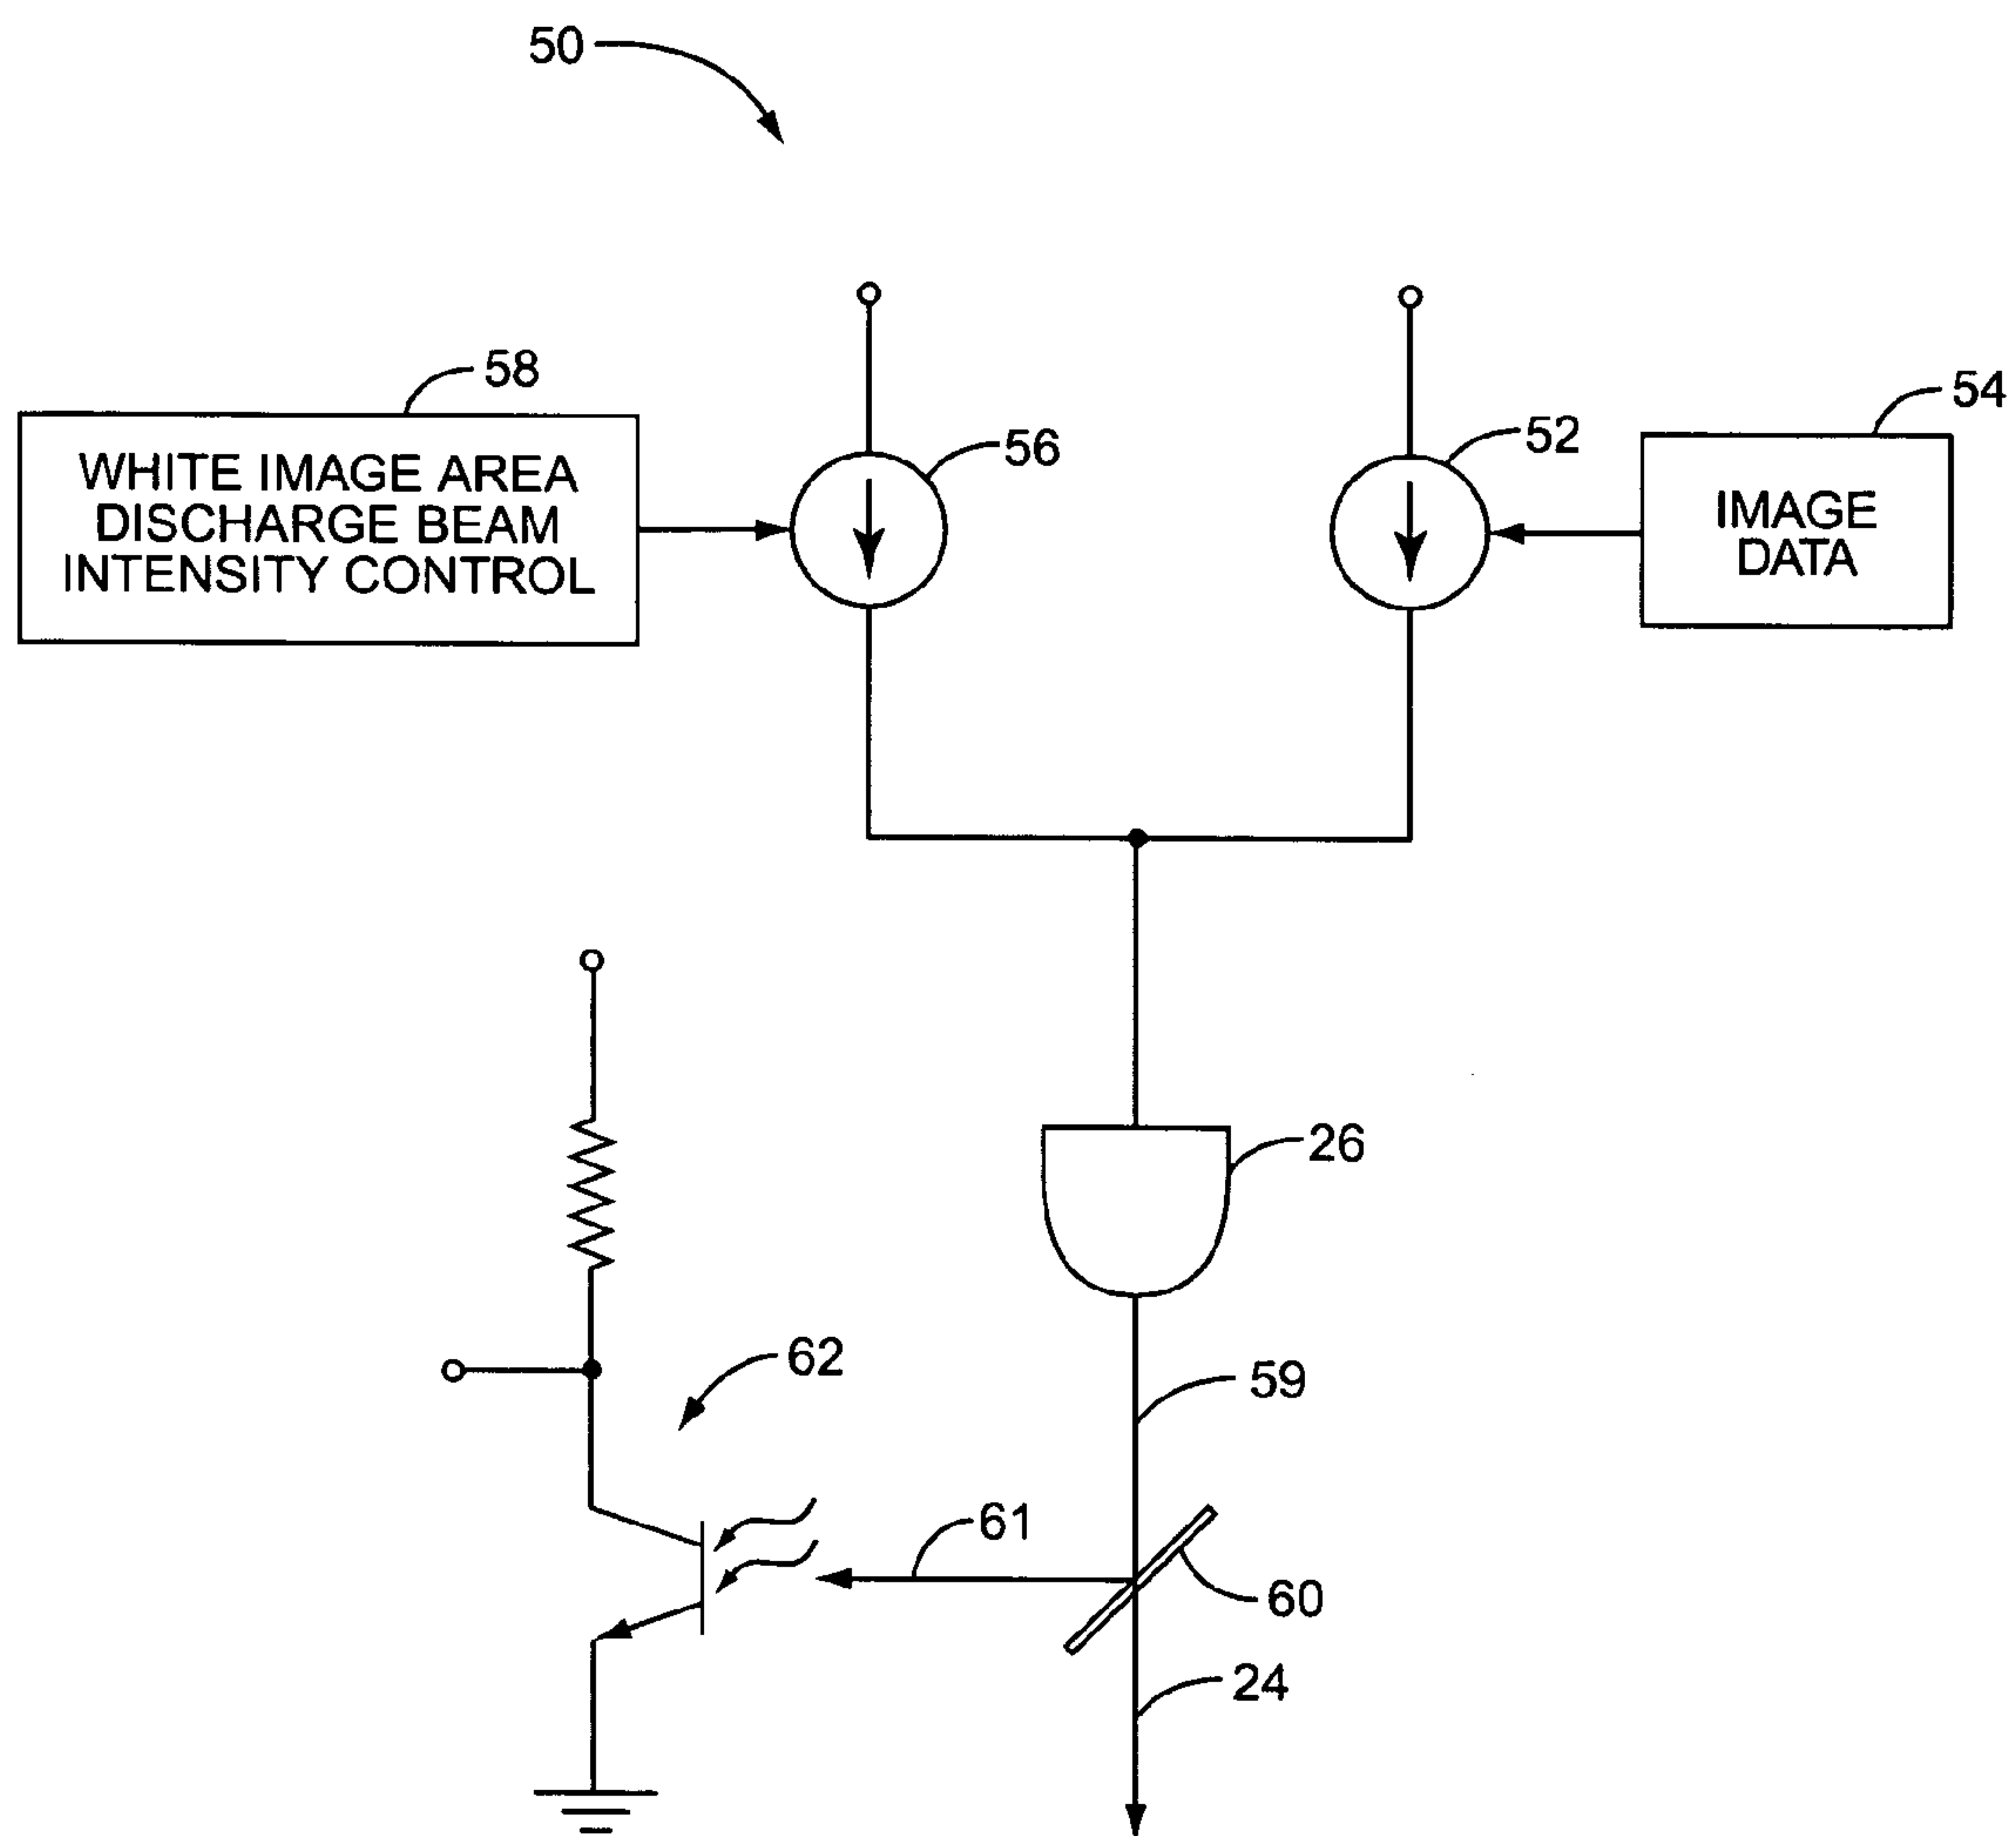 50
58
WHITE IMAGE AREA
DISCHARGE BEAM
INTENSITY CONTROL
56
52
54
IMAGE
DATA
26
62
59
61
60
24